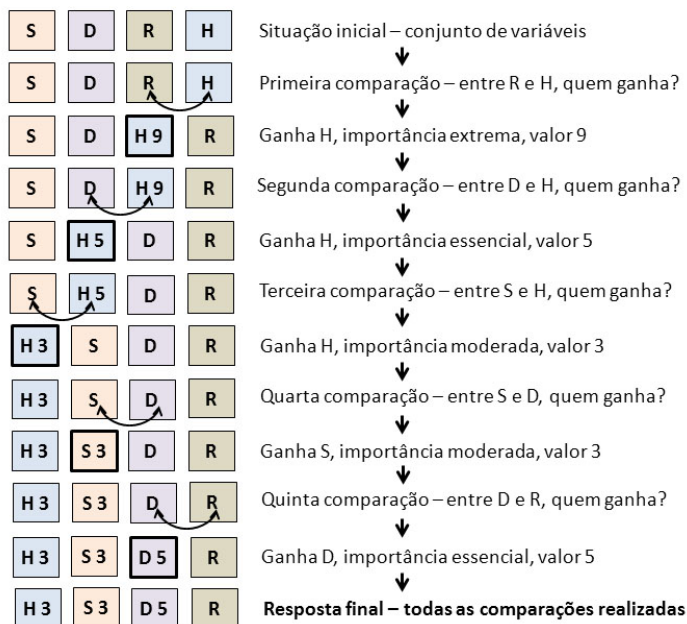 S D R H Situação inicial – conjunto de variáveis
S D R H Primeira comparação – entre R e H, quem ganha?
S D H 9 R Ganha H, importância extrema, valor 9
S D H 9 R Segunda comparação – entre D e H, quem ganha?
S H 5 D R Ganha H, importância essencial, valor 5
S H 5 D R Terceira comparação – entre S e H, quem ganha?
H 3 S D R Ganha H, importância moderada, valor 3
H 3 S D R Quarta comparação – entre S e D, quem ganha?
H 3 S 3 D R Ganha S, importância moderada, valor 3
H 3 S 3 D R Quinta comparação – entre D e R, quem ganha?
H 3 S 3 D 5 R Ganha D, importância essencial, valor 5
H 3 S 3 D 5 R Resposta final – todas as comparações realizadas